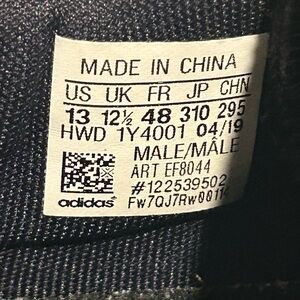 MADE IN CHINA
US UK FR JP CHN
13 12½ 48 310 295
HWD 1Y4001 04/19
MALE/MÂLE
ART EF8044
#122539502
adidas